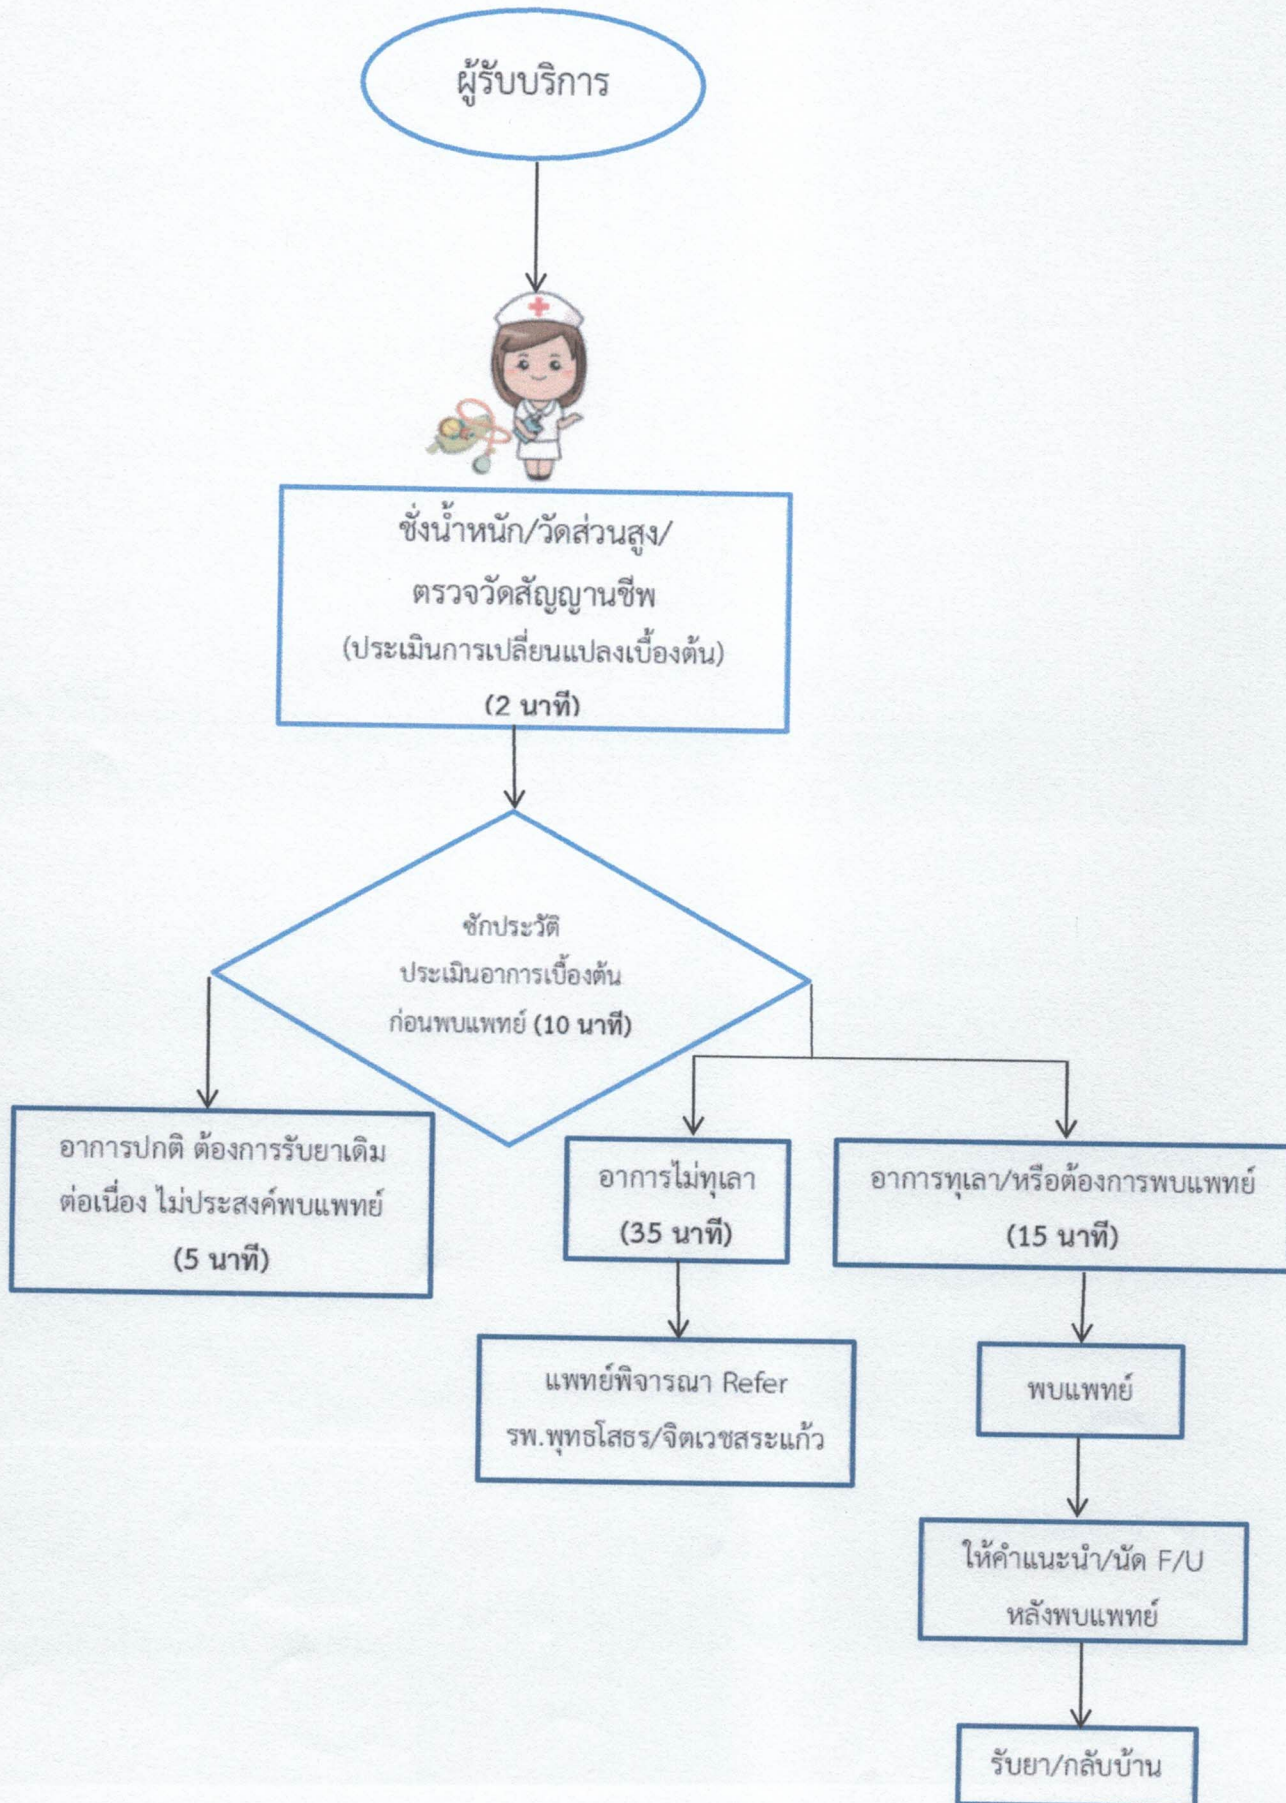 ผู้รับบริการ
ชั่งน้ำหนัก/วัดส่วนสูง/
ตรวจวัดสัญญานชีพ
(ประเมินการเปลี่ยนแปลงเบื้องต้น)
(2 นาที)
ซักประวัติ
ประเมินอาการเบื้องต้น
ก่อนพบแพทย์ (10 นาที)
อาการปกติ ต้องการรับยาเดิม
ต่อเนื่อง ไม่ประสงค์พบแพทย์
(5 นาที)
อาการไม่ทุเลา
(35 นาที)
แพทย์พิจารณา Refer
รพ.พุทธโสธร/จิตเวชสระแก้ว
อาการทุเลา/หรือต้องการพบแพทย์
(15 นาที)
พบแพทย์
ให้คำแนะนำ/นัด F/U
หลังพบแพทย์
รับยา/กลับบ้าน